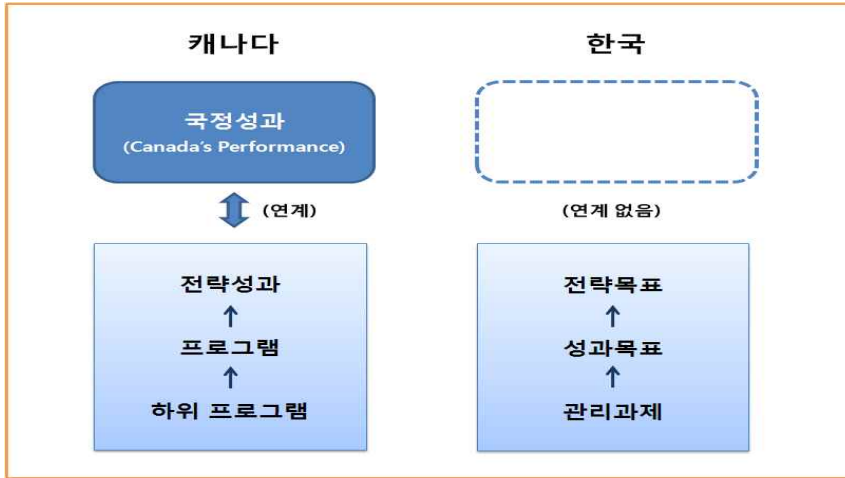 캐나다
한국
국정성과
(Canada's Performance)
(연계)
(연계 없음)
전략성과
↑
프로그램
↑
하위 프로그램
전략목표
↑
성과목표
↑
관리과제